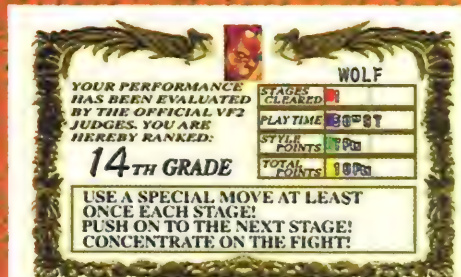 WOLF
YOUR PERFORMANCE
HAS BEEN EVALUATED
BY THE OFFICIAL VF2
JUDGES. YOU ARE
HEREBY RANKED:
14TH GRADE
STAGES
CLEARED
PLAY TIME
STYLE
POINTS
TOTAL
POINTS
USE A SPECIAL MOVE AT LEAST
ONCE EACH STAGE!
PUSH ON TO THE NEXT STAGE!
CONCENTRATE ON THE FIGHT!